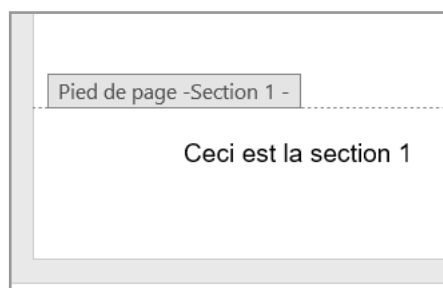 Pied de page -Section 1 -
Ceci est la section 1